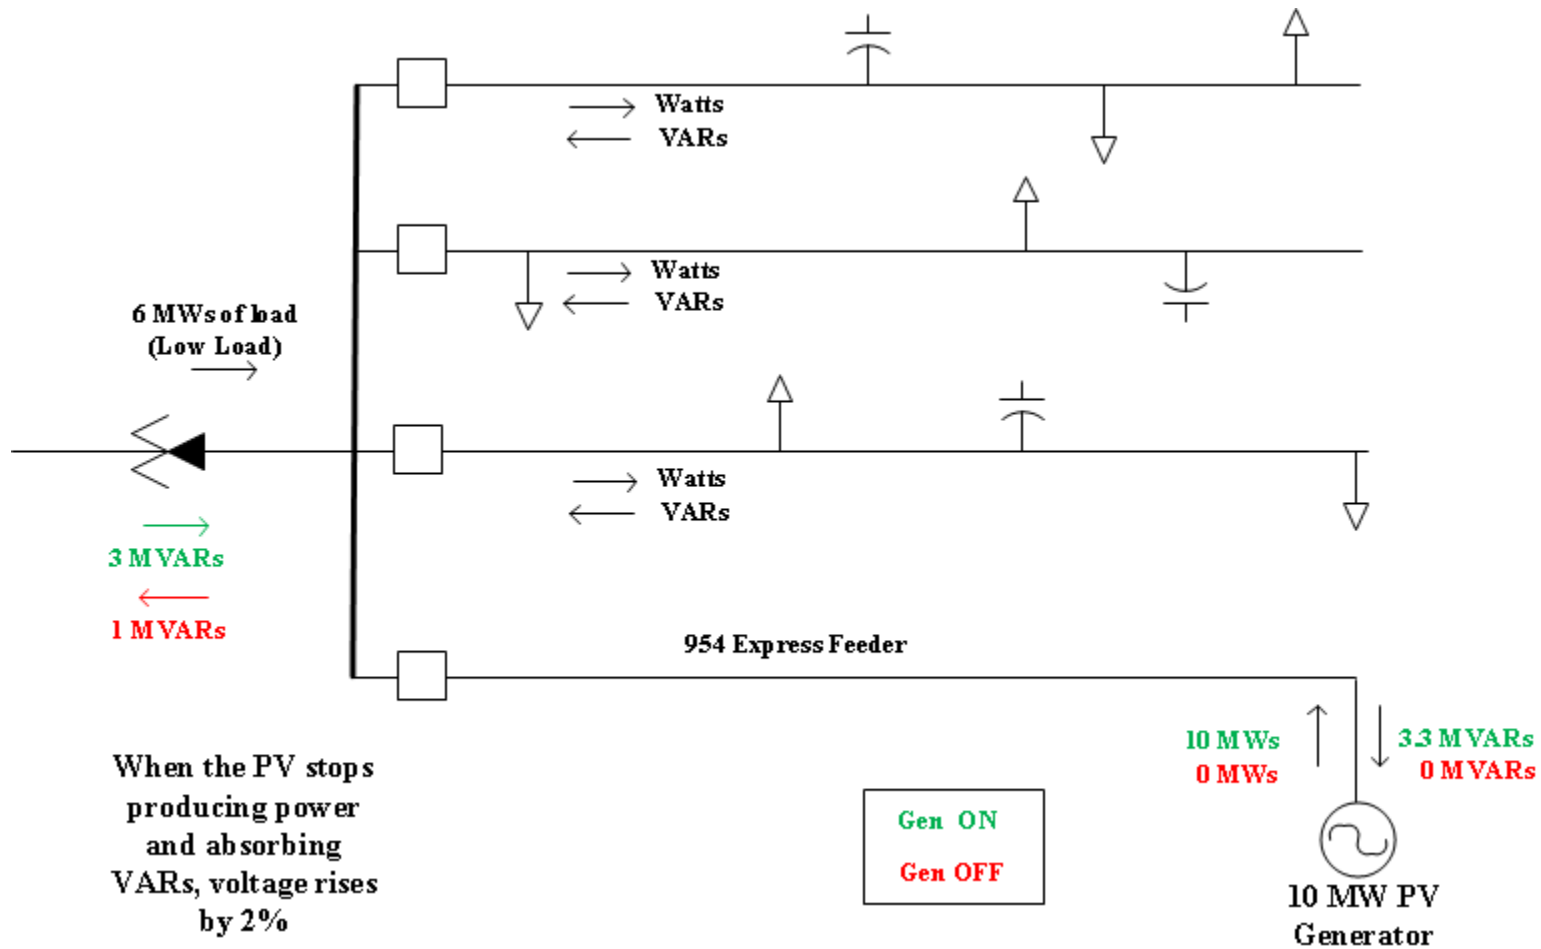 Watts
VARs
Watts
VARs
6 MWs of load
(Low Load)
Watts
VARs
3 MVARs
1 MVARs
954 Express Feeder
10 MWs
0 MWs
3.3 MVARs
0 MVARs
When the PV stops
producing power
and absorbing
VARs, voltage rises
by 2%
Gen ON
Gen OFF
10 MW PV
Generator